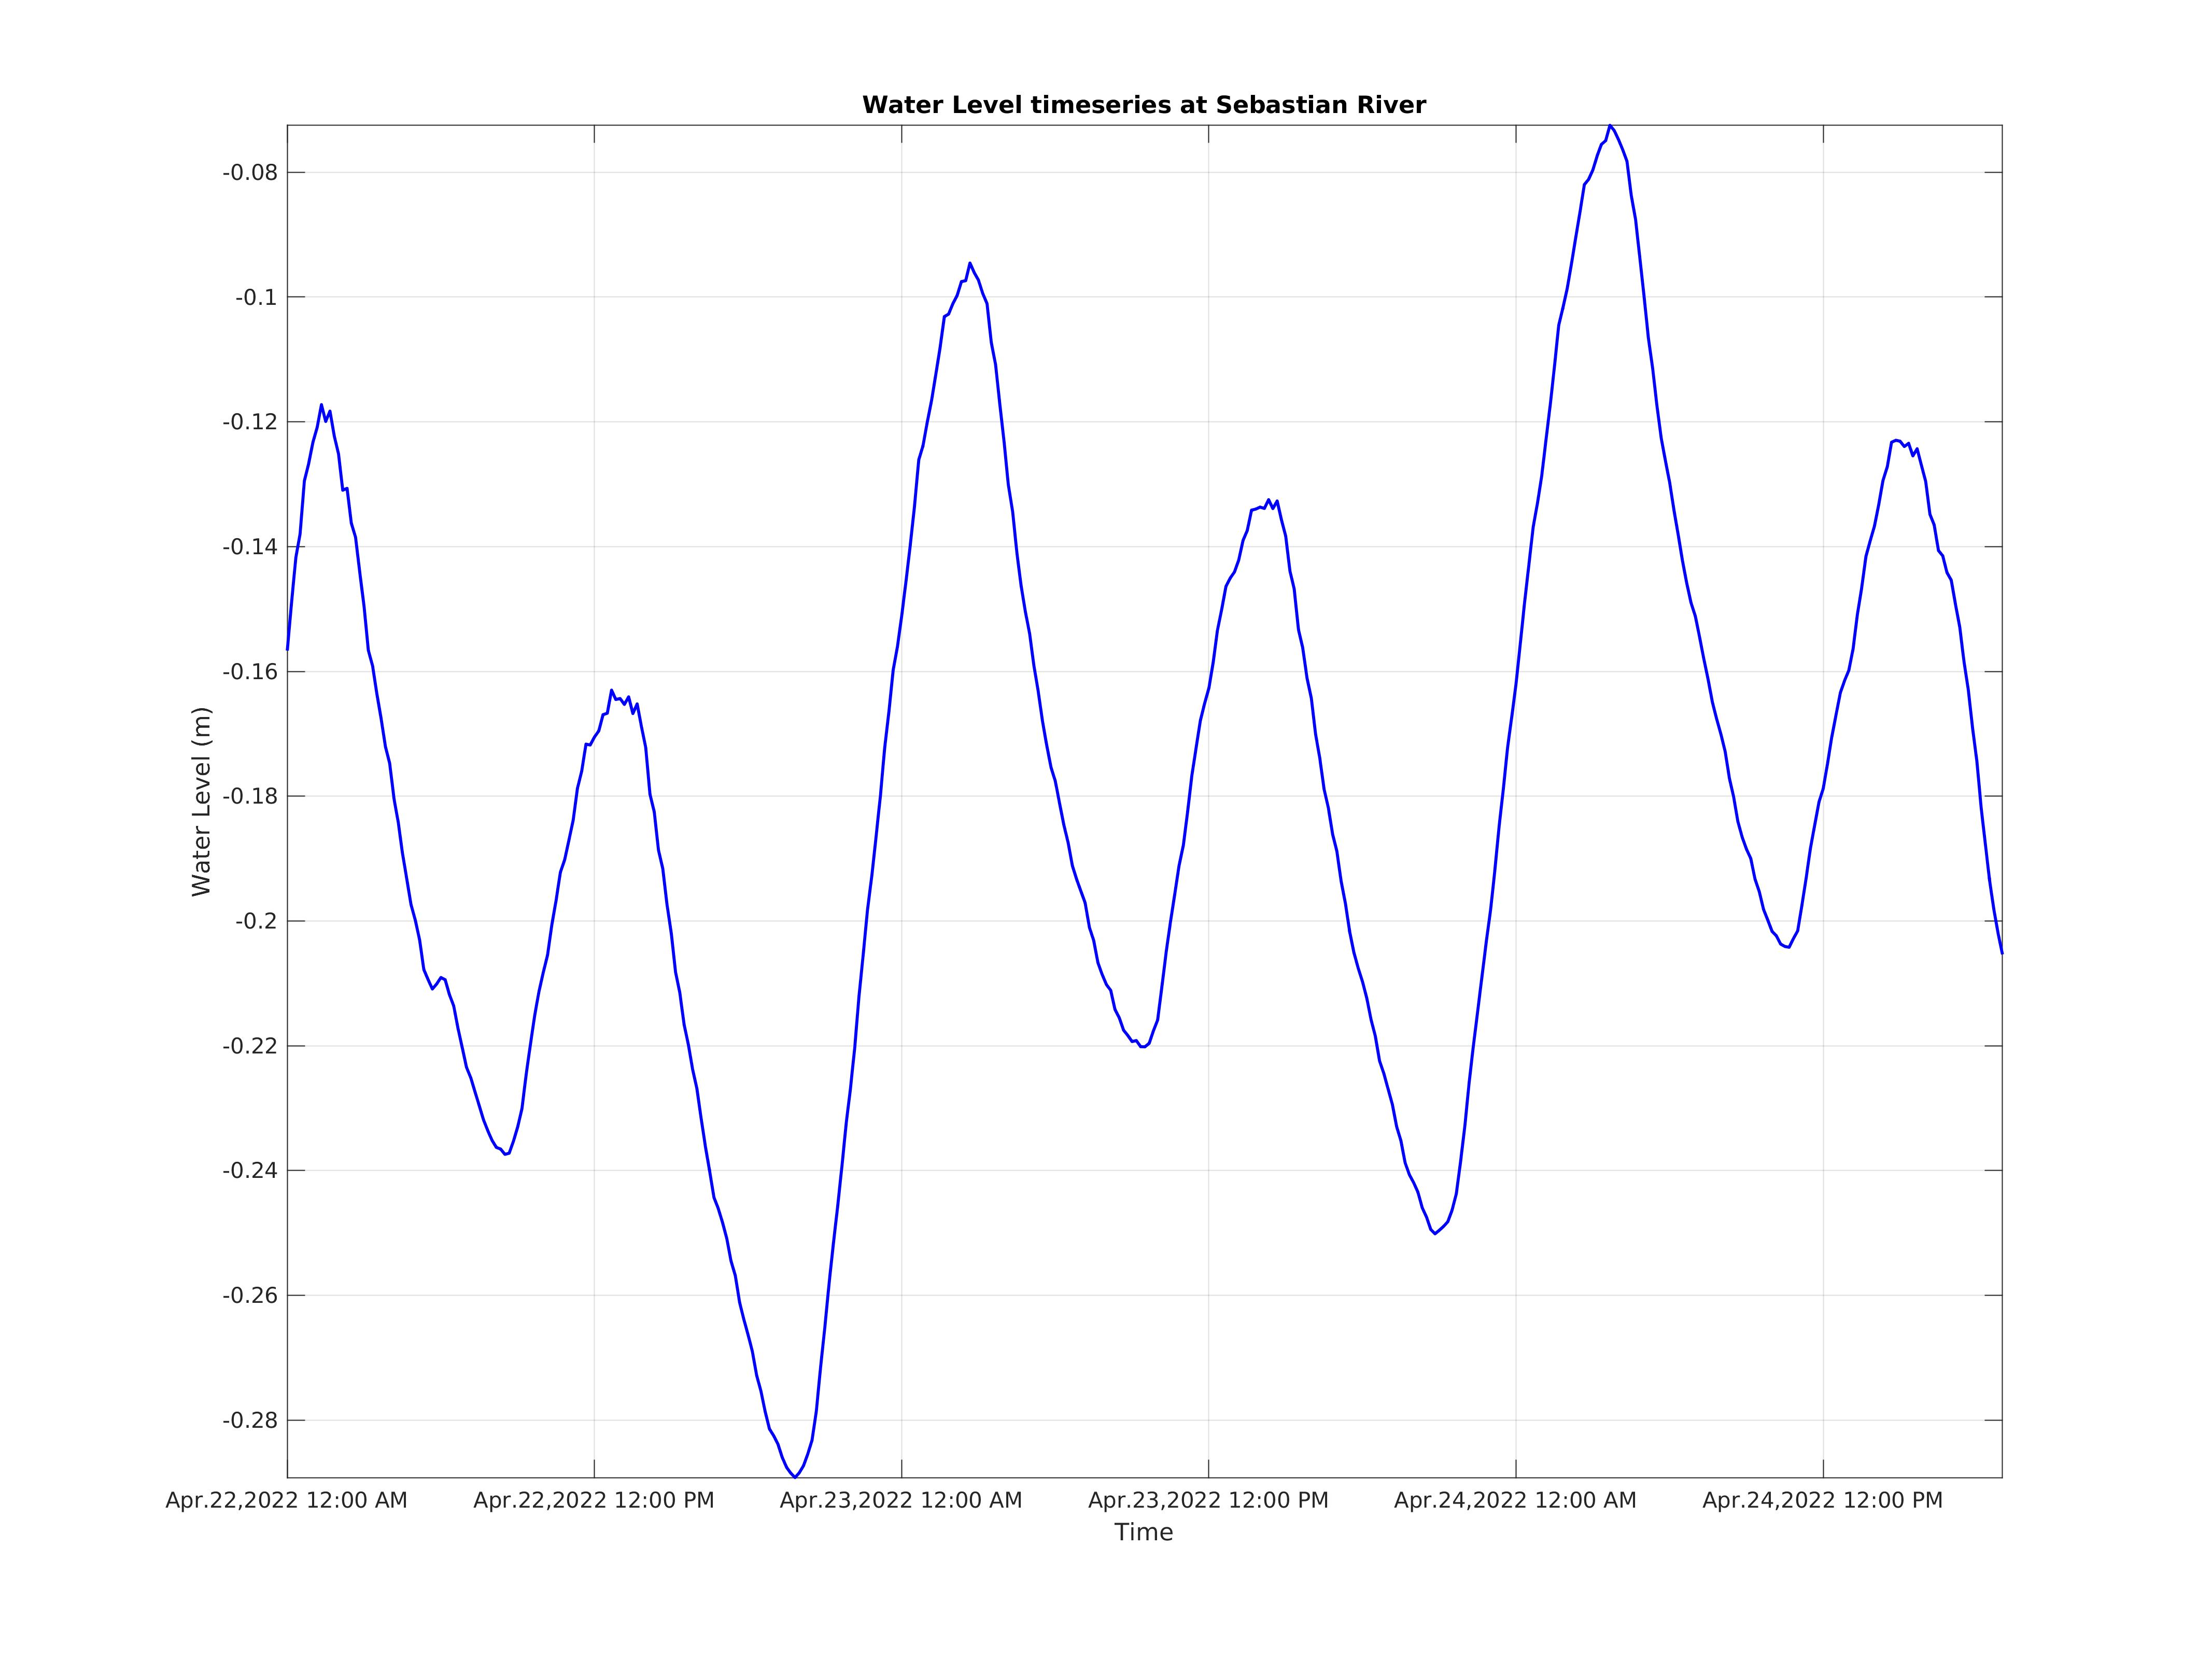 Water Level timeseries at Sebastian River
-0.08
-0.1
-0.12
-0.14
-0.16
-0.18
-0.2
-0.22
-0.24
-0.26
-0.28
Water Level (m)
Apr.22,2022 12:00 AM
Apr.22,2022 12:00 PM
Apr.23,2022 12:00 AM
Apr.23,2022 12:00 PM
Apr.24,2022 12:00 AM
Apr.24,2022 12:00 PM
Time